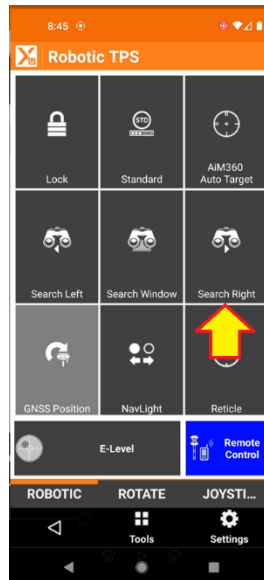 8:45
Robotic TPS
Lock
STD
Standard
AiM360
Auto Target
Search Left
Search Window
Search Right
GNSS Position
NavLight
Reticle
E-Level
Remote
Control
ROBOTIC
ROTATE
JOYSTI...
Tools
Settings